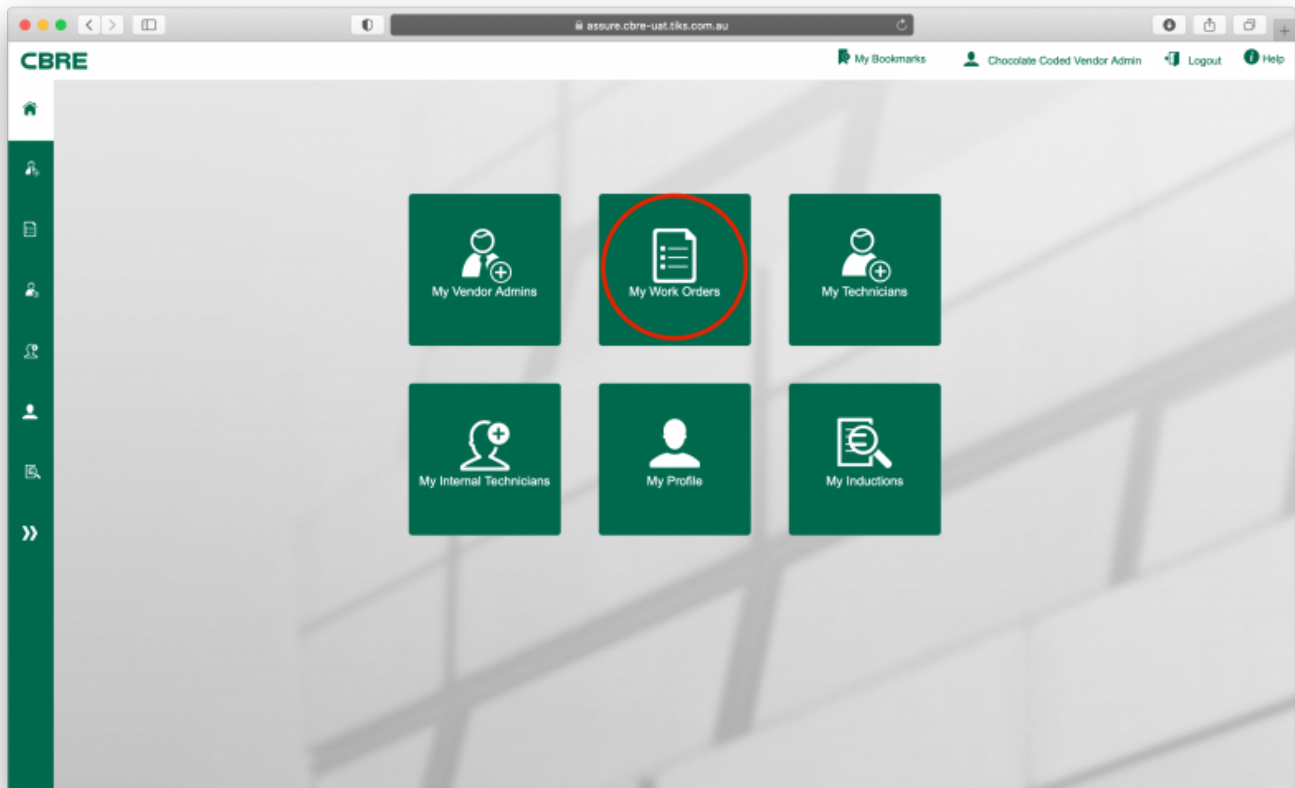 assure.cbre-uat.tiks.com.au
CBRE
My Bookmarks
Chocolate Coded Vendor Admin
Logout
Help
My Vendor Admins
My Work Orders
My Technicians
My Internal Technicians
My Profile
My Inductions